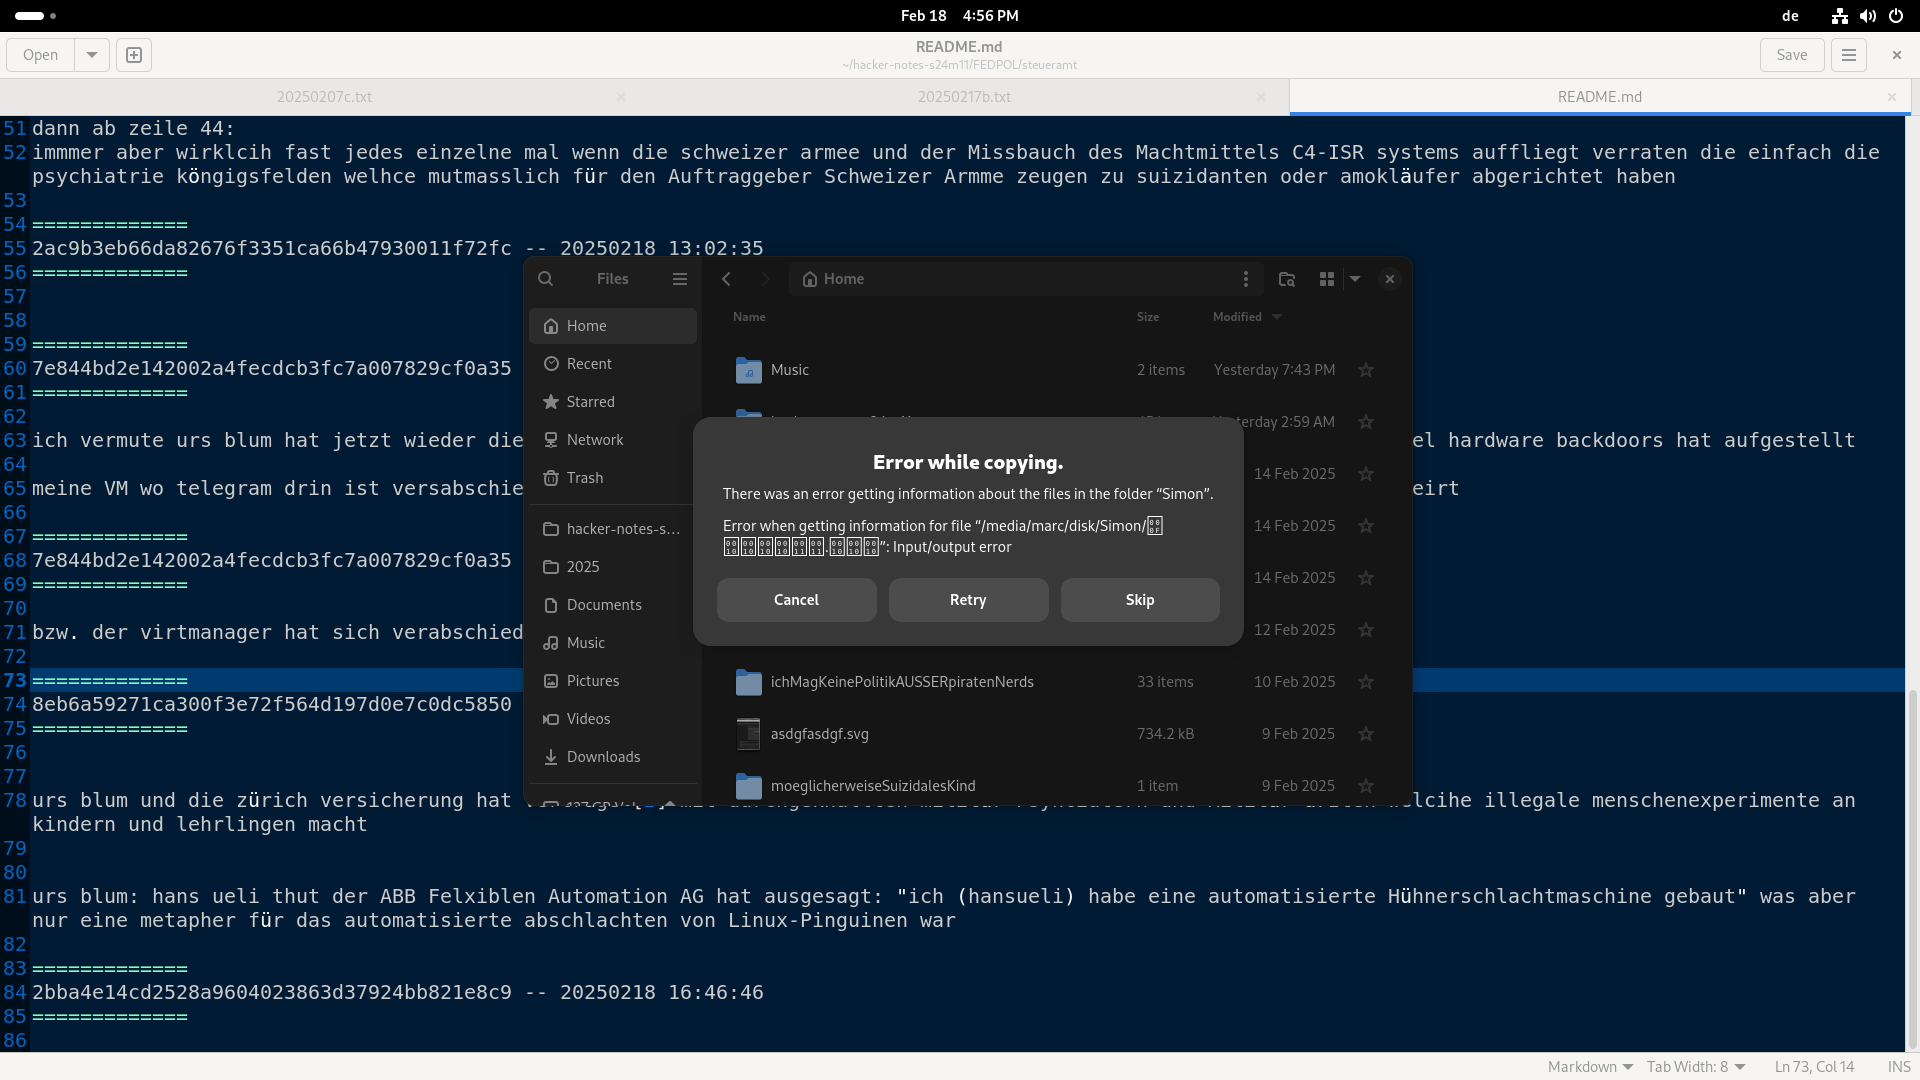 Feb 18 4:56 PM
de
Open
README.md
~/hacker-notes-s24m11/FEDPOL/steueramt
Save
20250207c.txt
20250217b.txt
README.md
51 dann ab zeile 44:
52 immmer aber wirklcih fast jedes einzelne mal wenn die schweizer armee und der Missbauch des Machtmittels C4-ISR systems auffliegt verraten die einfach die
psychiatrie köngigsfelden welhce mutmasslich für den Auftraggeber Schweizer Armme zeugen zu suizidanten oder amokläufer abgerichtet haben
53
54 =============
55 2ac9b3eb66da82676f3351ca66b47930011f72fc -- 20250218 13:02:35
56 =============
57
58
59 =============
60 7e844bd2e142002a4fecdcb3fc7a007829cf0a35
61 =============
62
63 ich vermute urs blum hat jetzt wieder die
el hardware backdoors hat aufgestellt
64
65 meine VM wo telegram drin ist versabschie
eirt
66
67 =============
68 7e844bd2e142002a4fecdcb3fc7a007829cf0a35
69 =============
70
71 bzw. der virtmanager hat sich verabschied
72
73 =============
74 8eb6a59271ca300f3e72f564d197d0e7c0dc5850
75 =============
76
77
78 urs blum und die zürich versicherung hat
welcihe illegale menschenexperimente an
kindern und lehrlingen macht
79
80
81 urs blum: hans ueli thut der ABB Felxiblen Automation AG hat ausgesagt: "ich (hansueli) habe eine automatisierte Hühnerschlachtmaschine gebaut" was aber
nur eine metapher für das automatisierte abschlachten von Linux-Pinguinen war
82
83 =============
84 2bba4e14cd2528a9604023863d37924bb821e8c9 -- 20250218 16:46:46
85 =============
86
Files
Home
Home
Recent
Starred
Network
Trash
hacker-notes-s...
2025
Documents
Music
Pictures
Videos
Downloads
Name Size Modified
Music 2 items Yesterday 7:43 PM
terday 2:59 AM
14 Feb 2025
14 Feb 2025
14 Feb 2025
12 Feb 2025
ichMagKeinePolitikAUSSERpiratenNerds 33 items 10 Feb 2025
asdgfasdgf.svg 734.2 kB 9 Feb 2025
moeglicherweiseSuizidalesKind 1 item 9 Feb 2025
Error while copying.
There was an error getting information about the files in the folder “Simon”.
Error when getting information for file “/media/marc/disk/Simon/
.”: Input/output error
Cancel
Retry
Skip
Markdown
Tab Width: 8
Ln 73, Col 14
INS